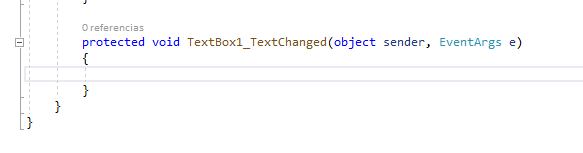 }
0 referencias
protected void TextBox1_TextChanged(object sender, EventArgs e)
{
}
}
}